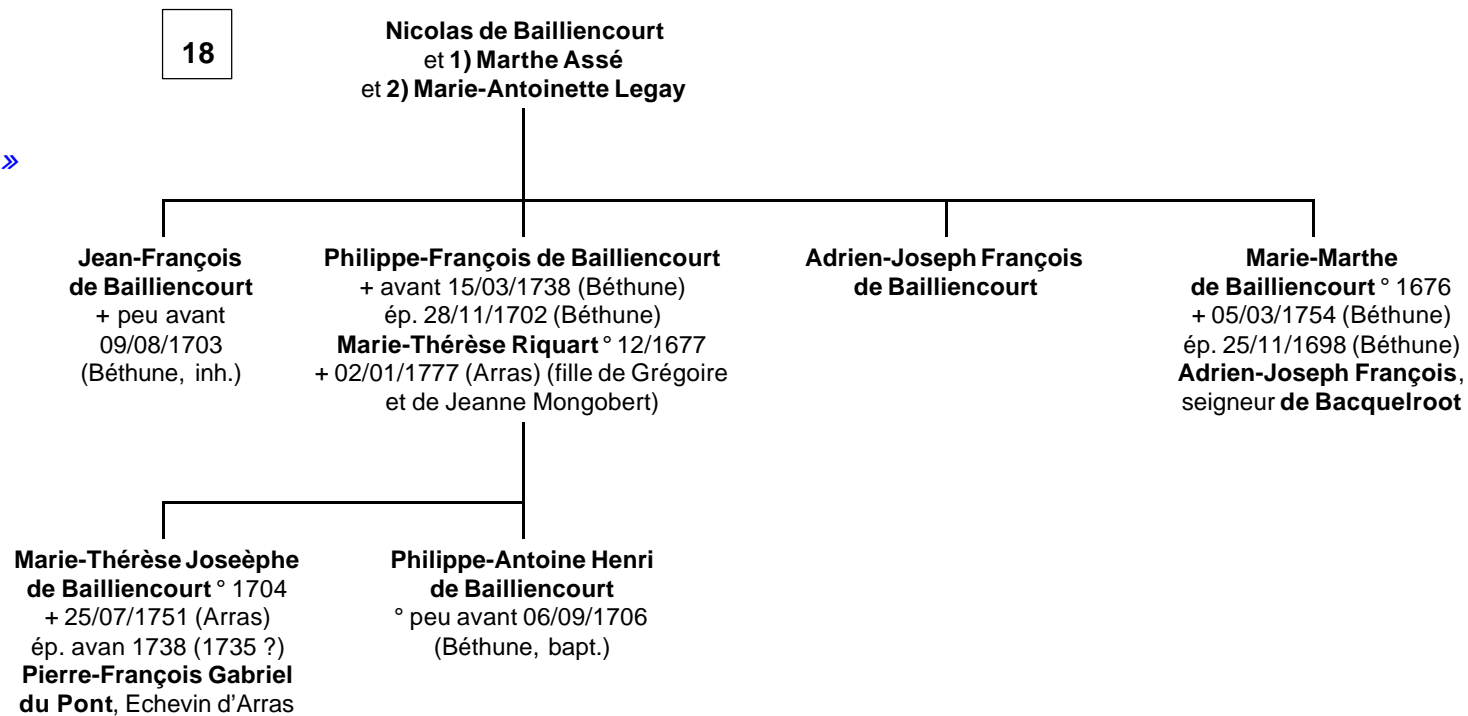 18
Nicolas de Bailliencourt
et 1) Marthe Assé
et 2) Marie-Antoinette Legay
»
Jean-François
de Bailliencourt
+ peu avant
09/08/1703
(Béthune, inh.)
Philippe-François de Bailliencourt
+ avant 15/03/1738 (Béthune)
ép. 28/11/1702 (Béthune)
Marie-Thérèse Riquart ° 12/1677
+ 02/01/1777 (Arras) (fille de Grégoire
et de Jeanne Mongobert)
Adrien-Joseph François
de Bailliencourt
Marie-Marthe
de Bailliencourt ° 1676
+ 05/03/1754 (Béthune)
ép. 25/11/1698 (Béthune)
Adrien-Joseph François,
seigneur de Bacquelroot
Marie-Thérèse Joseèphe
de Bailliencourt ° 1704
+ 25/07/1751 (Arras)
ép. avan 1738 (1735 ?)
Pierre-François Gabriel
du Pont, Echevin d'Arras
Philippe-Antoine Henri
de Bailliencourt
° peu avant 06/09/1706
(Béthune, bapt.)